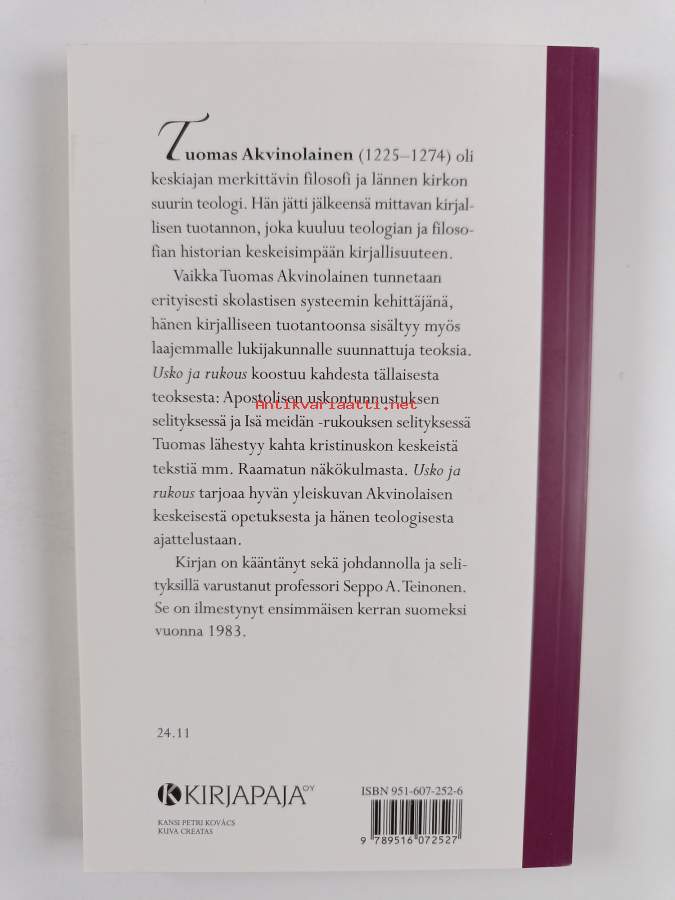 Tuomas Akvinolainen (1225–1274) oli
keskiajan merkittävin filosofi ja lännen kirkon
suurin teologi. Hän jätti jälkeensä mittavan kirjal-
lisen tuotannon, joka kuuluu teologian ja filoso-
fian historian keskeisimpään kirjallisuuteen.
Vaikka Tuomas Akvinolainen tunnetaan
erityisesti skolastisen systeemin kehittäjänä,
hänen kirjalliseen tuotantoonsa sisältyy myös
laajemmalle lukijakunnalle suunnattuja teoksia.
Usko ja rukous koostuu kahdesta tällaisesta
teoksesta: Apostolisen uskontunnustuksen
Antikvariaatti.net
selityksessä ja Isä meidän -rukouksen selityksessä
Tuomas lähestyy kahta kristinuskon keskeistä
tekstiä mm. Raamatun näkökulmasta. Usko ja
rukous tarjoaa hyvän yleiskuvan Akvinolaisen
keskeisestä opetuksesta ja hänen teologisesta
ajattelustaan.
Kirjan on kääntänyt sekä johdannolla ja seli-
tyksillä varustanut professori Seppo A. Teinonen.
Se on ilmestynyt ensimmäisen kerran suomeksi
vuonna 1983.
24.11
KIRJAPAJA OY
KANSI PETRI KOVÁCS
KUVA CREATAS
ISBN 951-607-252-6
9 789516 072527